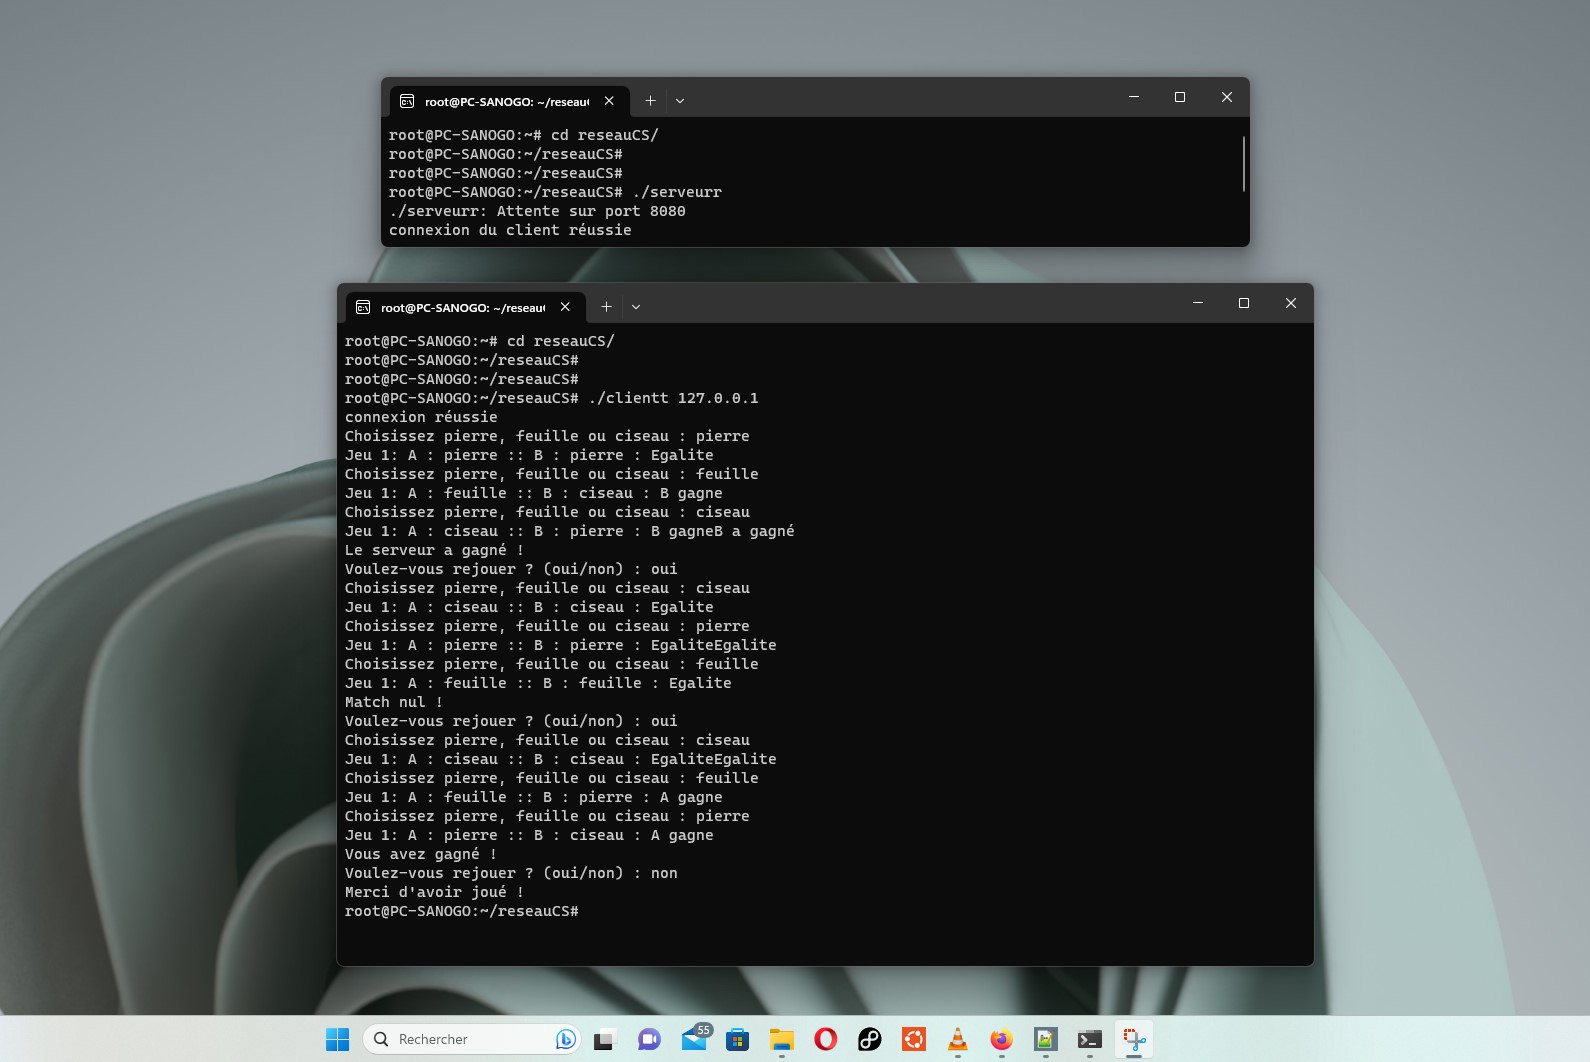 root@PC-SANOGO: ~/reseau
root@PC-SANOGO:~# cd reseauCS/
root@PC-SANOGO:~/reseauCS#
root@PC-SANOGO:~/reseauCS#
root@PC-SANOGO:~/reseauCS# ./serveurr
./serveurr: Attente sur port 8080
connexion du client réussie
root@PC-SANOGO: ~/reseau
root@PC-SANOGO:~# cd reseauCS/
root@PC-SANOGO:~/reseauCS#
root@PC-SANOGO:~/reseauCS#
root@PC-SANOGO:~/reseauCS# ./clientt 127.0.0.1
connexion réussie
Choisissez pierre, feuille ou ciseau : pierre
Jeu 1: A : pierre :: B : pierre : Egalite
Choisissez pierre, feuille ou ciseau : feuille
Jeu 1: A : feuille :: B : ciseau : B gagne
Choisissez pierre, feuille ou ciseau : ciseau
Jeu 1: A : ciseau :: B : pierre : B gagneB a gagné
Le serveur a gagné !
Voulez-vous rejouer ? (oui/non) : oui
Choisissez pierre, feuille ou ciseau : ciseau
Jeu 1: A : ciseau :: B : ciseau : Egalite
Choisissez pierre, feuille ou ciseau : pierre
Jeu 1: A : pierre :: B : pierre : EgaliteEgalite
Choisissez pierre, feuille ou ciseau : feuille
Jeu 1: A : feuille :: B : feuille : Egalite
Match nul !
Voulez-vous rejouer ? (oui/non) : oui
Choisissez pierre, feuille ou ciseau : ciseau
Jeu 1: A : ciseau :: B : ciseau : EgaliteEgalite
Choisissez pierre, feuille ou ciseau : feuille
Jeu 1: A : feuille :: B : pierre : A gagne
Choisissez pierre, feuille ou ciseau : pierre
Jeu 1: A : pierre :: B : ciseau : A gagne
Vous avez gagné !
Voulez-vous rejouer ? (oui/non) : non
Merci d'avoir joué !
root@PC-SANOGO:~/reseauCS#
Rechercher
55